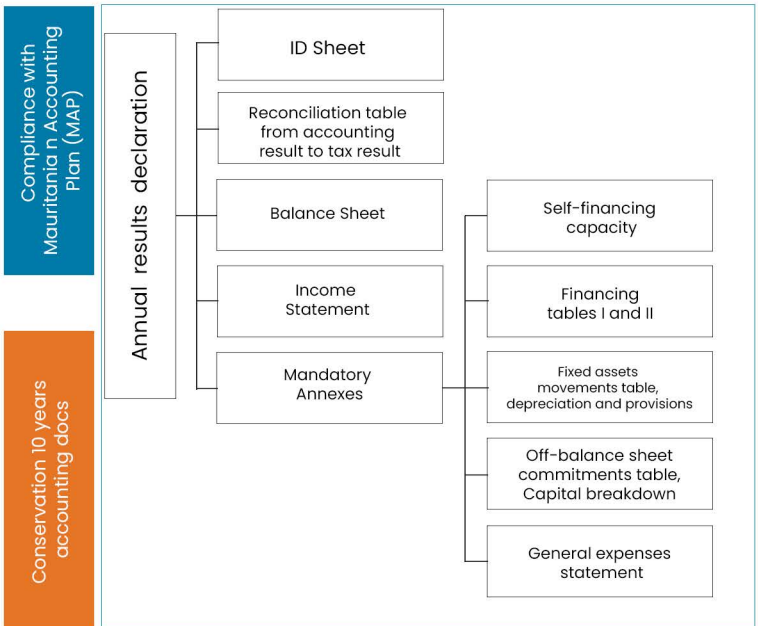 Compliance with
Mauritania n Accounting
Plan (MAP)
Conservation 10 years
accounting docs
Annual results declaration
ID Sheet
Reconciliation table
from accounting
result to tax result
Balance Sheet
Income
Statement
Mandatory
Annexes
Self-financing
capacity
Financing
tables I and II
Fixed assets
movements table,
depreciation and provisions
Off-balance sheet
commitments table,
Capital breakdown
General expenses
statement